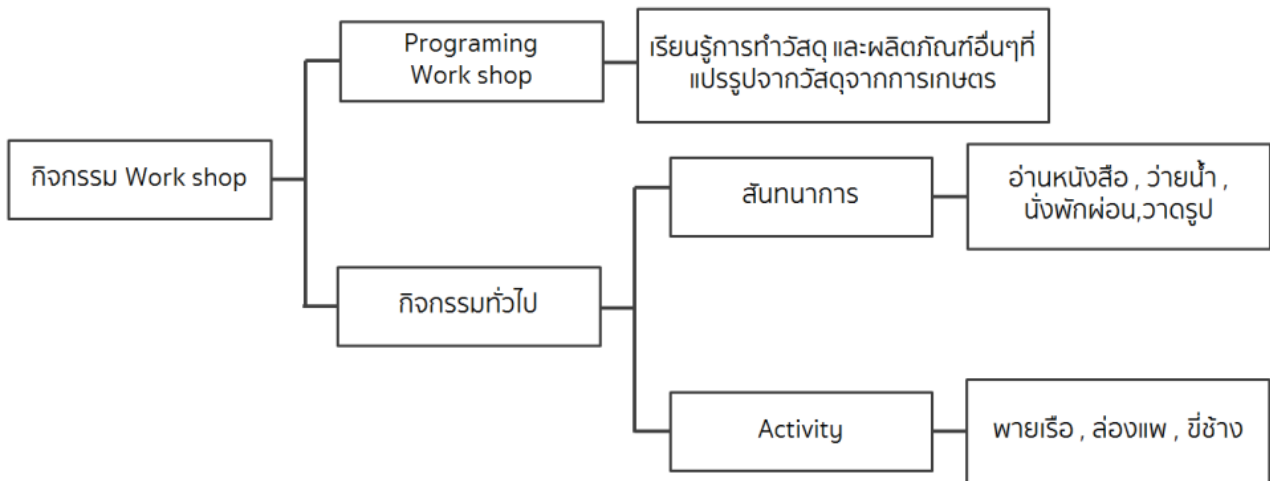 Programing
Work shop
เรียนรู้การทำวัสดุ และผลิตภัณฑ์อื่นๆที่
แปรรูปจากวัสดุจากการเกษตร
กิจกรรม Work shop
สันทนาการ
อ่านหนังสือ , ว่ายน้ำ ,
นั่งพักผ่อน,วาดรูป
กิจกรรมทั่วไป
Activity
พายเรือ , ล่องแพ , ขี่ช้าง